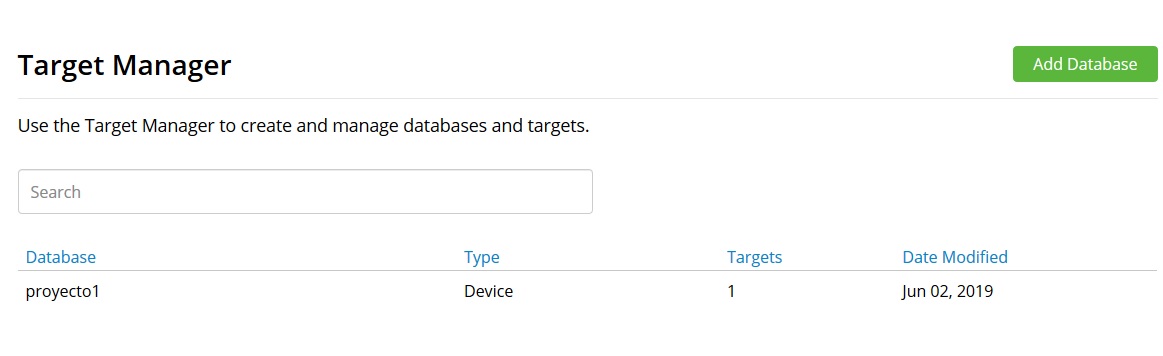 Target Manager
Add Database
Use the Target Manager to create and manage databases and targets.
Search
Database Type Targets Date Modified
proyecto1 Device 1 Jun 02, 2019